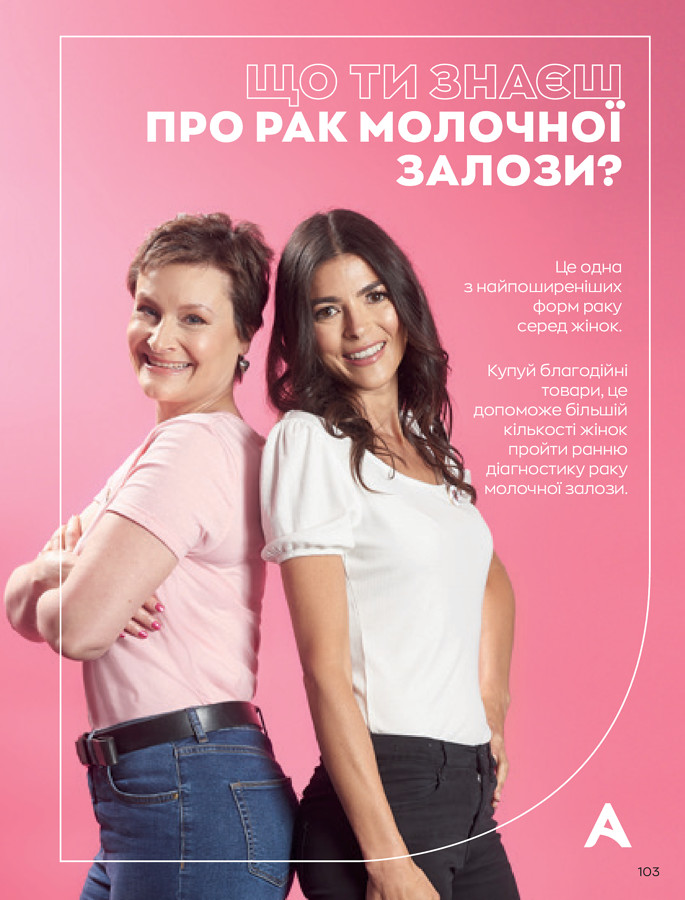 ЩО ТИ ЗНАЄШ
ПРО РАК МОЛОЧНОЇ
ЗАЛОЗИ?
Це одна
з найпоширеніших
форм раку
серед жінок.
Купуй благодійні
товари, це
допоможе більшій
кількості жінок
пройти ранню
діагностику раку
молочної залози.
A
103